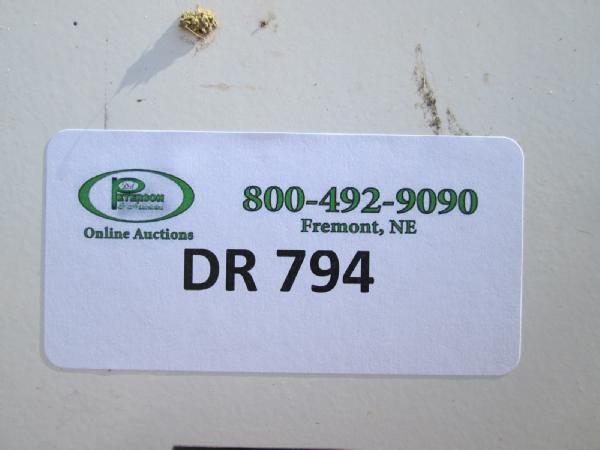 PETERSON
Online Auctions
800-492-9090
Fremont, NE
DR 794